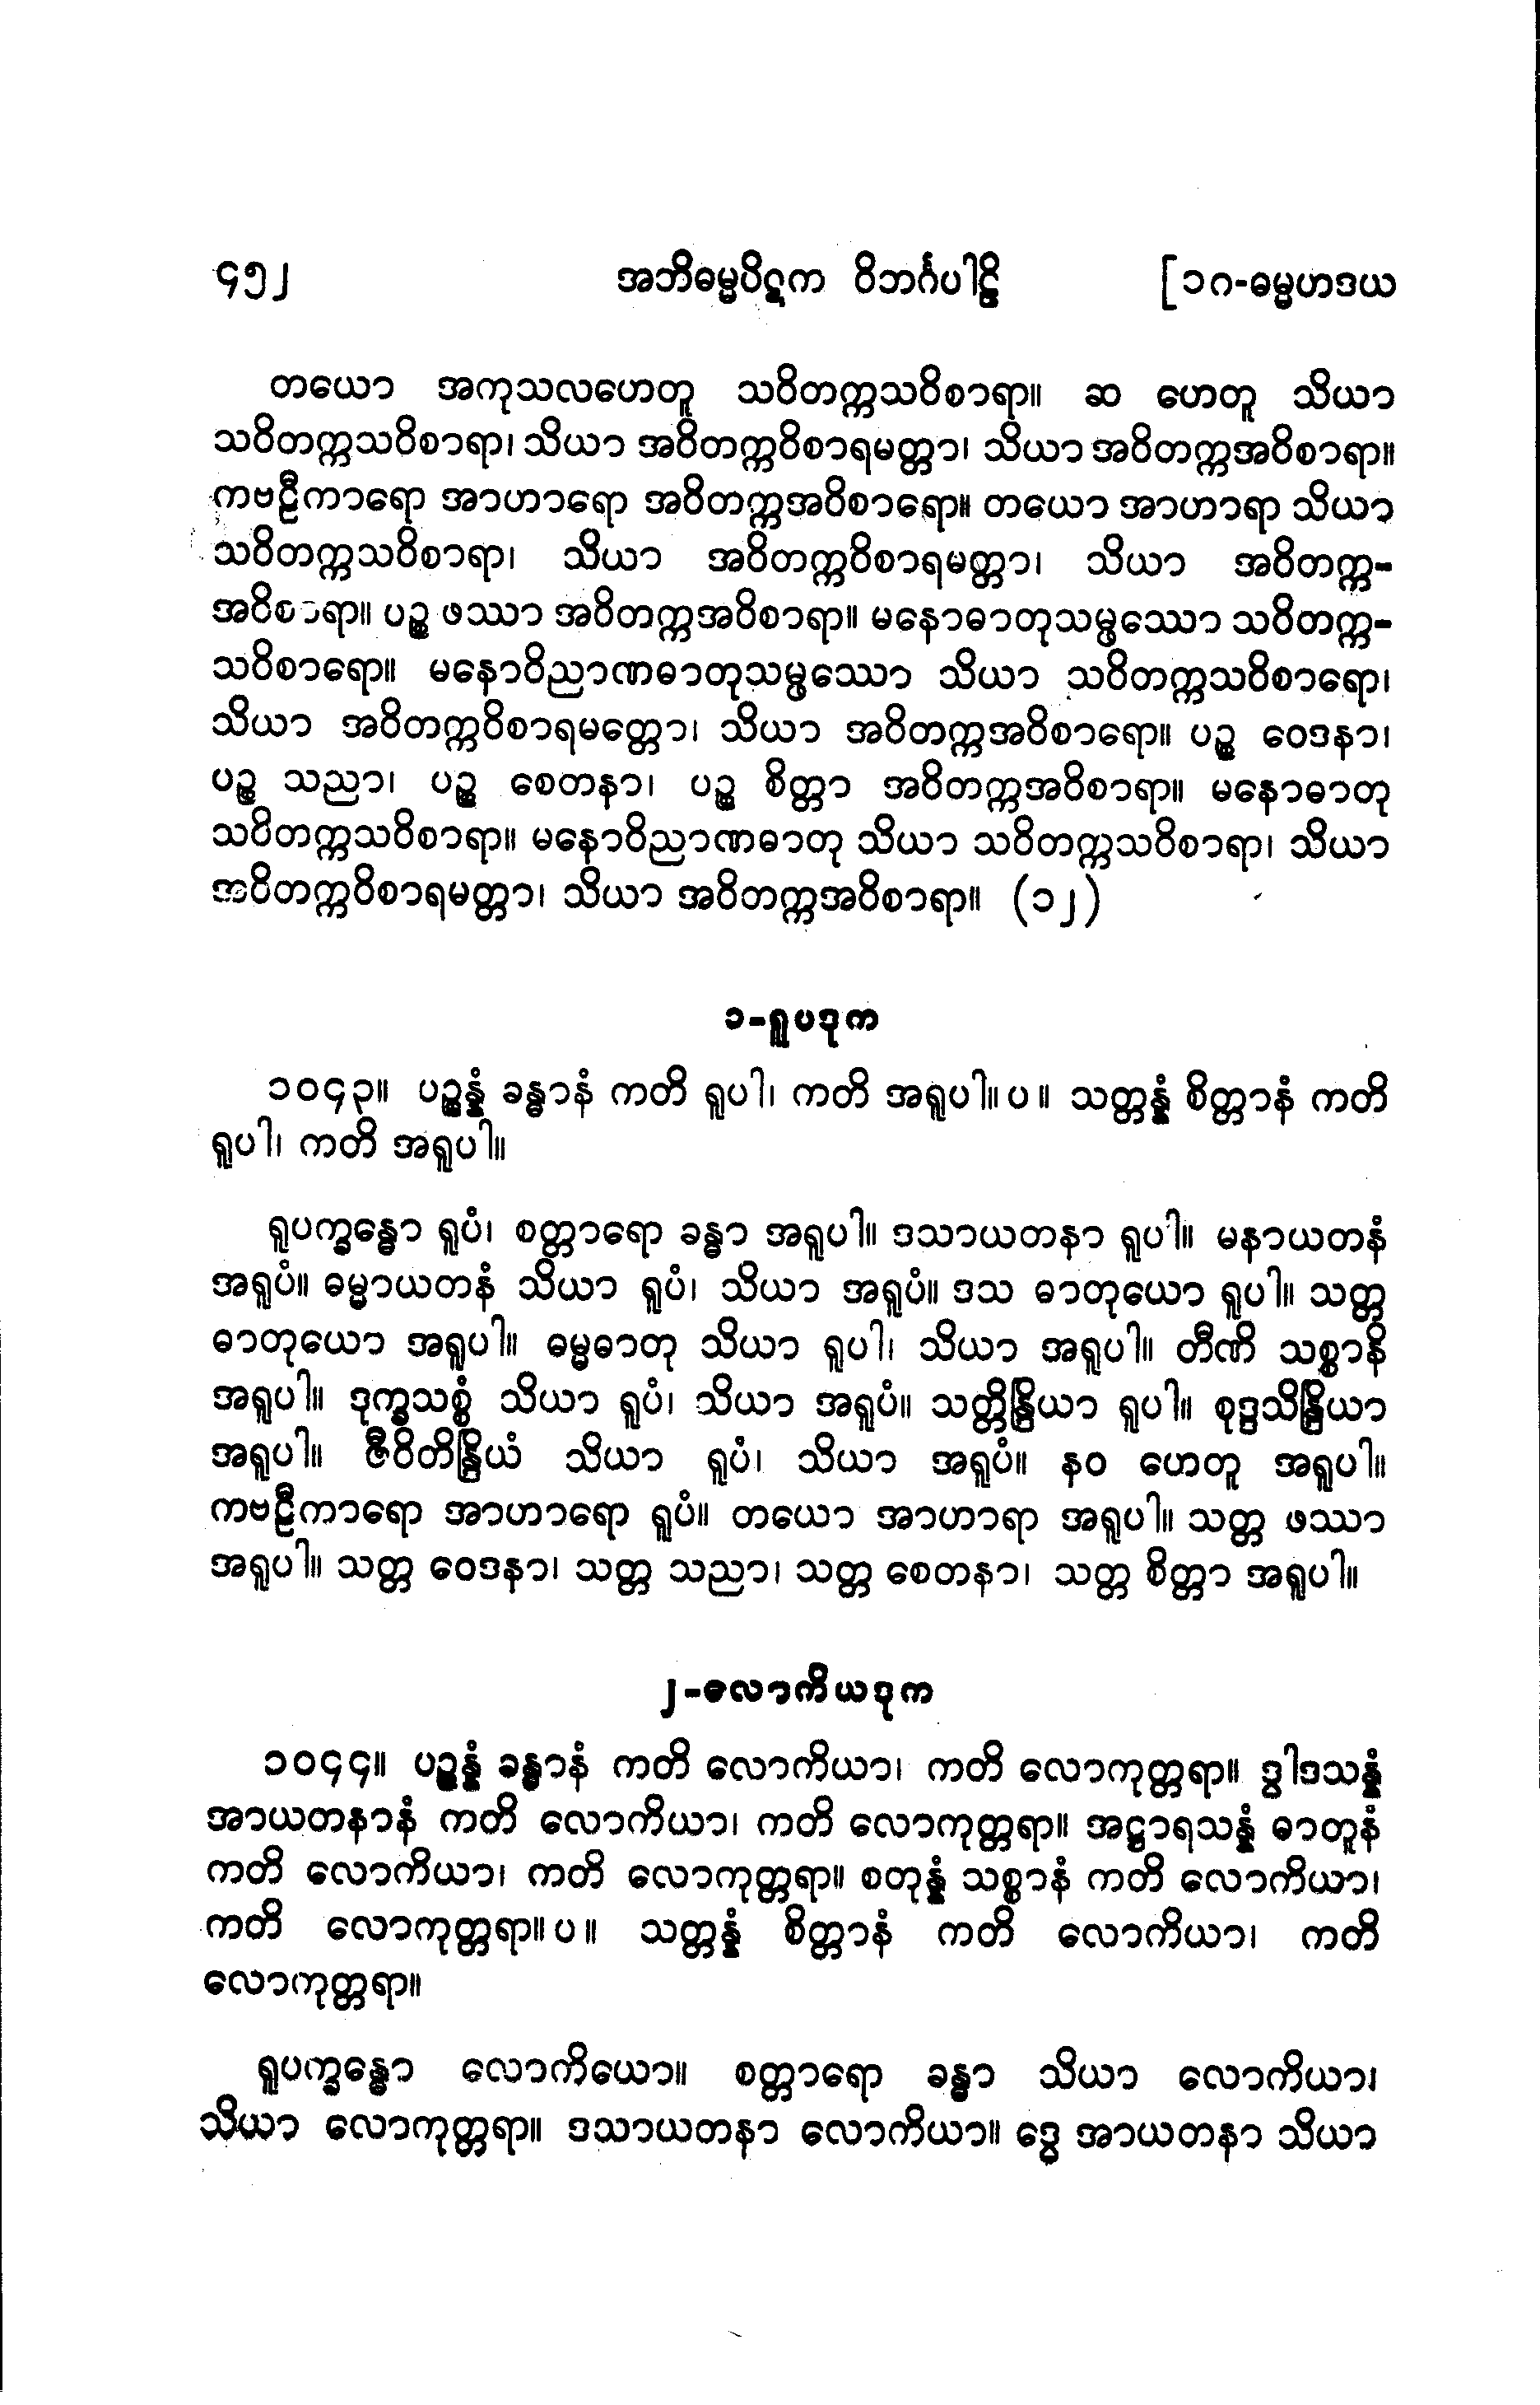 ၄၅၂ အဘိဓမ္မပိဋက ဝိဘင်္ဂပါဠိ [၁ဂ-ဓမ္မဟဒယ
တယော အကုသလဟေတူ သဝိတက္ကသဝိစာရာ။ ဆ ဟေတူ သိယာ
သဝိတက္ကသဝိစာရာ၊ သိယာ အဝိတက္ကဝိစာရမတ္တာ၊ သိယာ အဝိတက္ကအဝိစာရာ။
ကဗဠီကာရော အာဟာရော အဝိတက္ကအဝိစာရော။ တယော အာဟာရာ သိယာ
သဝိတက္ကသဝိစာရာ၊ သိယာ အဝိတက္ကဝိစာရမတ္တာ၊ သိယာ အဝိတက္က-
အဝိစာရာ။ ပဉ္စ ဖဿာ အဝိတက္ကအဝိစာရာ။ မနောဓာတုသမ္ဖဿော သဝိတက္က-
သဝိစာရော။ မနောဝိညာဏဓာတုသမ္ဖဿော သိယာ သဝိတက္ကသဝိစာရော၊
သိယာ အဝိတက္ကဝိစာရမတ္တော၊ သိယာ အဝိတက္ကအဝိစာရော။ ပဉ္စ ဝေဒနာ၊
ပဉ္စ သညာ၊ ပဉ္စ စေတနာ၊ ပဉ္စ စိတ္တာ အဝိတက္ကအဝိစာရာ။ မနောဓာတု
သဝိတက္ကသဝိစာရာ။ မနောဝိညာဏဓာတု သိယာ သဝိတက္ကသဝိစာရာ၊ သိယာ
အဝိတက္ကဝိစာရမတ္တာ၊ သိယာ အဝိတက္ကအဝိစာရာ။ (၁၂)
၁-ရူပဒုက
၁၀၄၃။ ပဉ္စန္နံ ခန္ဓာနံ ကတိ ရူပါ၊ ကတိ အရူပါ။ ပ ။ သတ္တန္နံ စိတ္တာနံ ကတိ
ရူပါ၊ ကတိ အရူပါ။
ရူပက္ခန္ဓော ရူပံ၊ စတ္တာရော ခန္ဓာ အရူပါ။ ဒသာယတနာ ရူပါ။ မနာယတနံ
အရူပံ။ ဓမ္မာယတနံ သိယာ ရူပံ၊ သိယာ အရူပံ။ ဒသ ဓာတုယော ရူပါ။ သတ္တ
ဓာတုယော အရူပါ။ ဓမ္မဓာတု သိယာ ရူပါ၊ သိယာ အရူပါ။ တီဏိ သစ္စာနိ
အရူပါ။ ဒုက္ခသစ္စံ သိယာ ရူပံ၊ သိယာ အရူပံ။ သတ္တိန္ဒြိယာ ရူပါ။ စုဒ္ဒသိန္ဒြိယာ
အရူပါ။ ဇီဝိတိန္ဒြိယံ သိယာ ရူပံ၊ သိယာ အရူပံ။ နဝ ဟေတူ အရူပါ။
ကဗဠီကာရော အာဟာရော ရူပံ။ တယော အာဟာရာ အရူပါ။ သတ္တ ဖဿာ
အရူပါ။ သတ္တ ဝေဒနာ၊ သတ္တ သညာ၊ သတ္တ စေတနာ၊ သတ္တ စိတ္တာ အရူပါ။
၂-လောကိယဒုက
၁၀၄၄။ ပဉ္စန္နံ ခန္ဓာနံ ကတိ လောကိယာ၊ ကတိ လောကုတ္တရာ။ ဒွါဒသန္နံ
အာယတနာနံ ကတိ လောကိယာ၊ ကတိ လောကုတ္တရာ။ အဋ္ဌာရသန္နံ ဓာတူနံ
ကတိ လောကိယာ၊ ကတိ လောကုတ္တရာ။ စတုန္နံ သစ္စာနံ ကတိ လောကိယာ၊
ကတိ လောကုတ္တရာ။ ပ ။ သတ္တန္နံ စိတ္တာနံ ကတိ လောကိယာ၊ ကတိ
လောကုတ္တရာ။
ရူပက္ခန္ဓော လောကိယော။ စတ္တာရော ခန္ဓာ သိယာ လောကိယာ၊
သိယာ လောကုတ္တရာ။ ဒသာယတနာ လောကိယာ။ ဒွေ အာယတနာ သိယာ